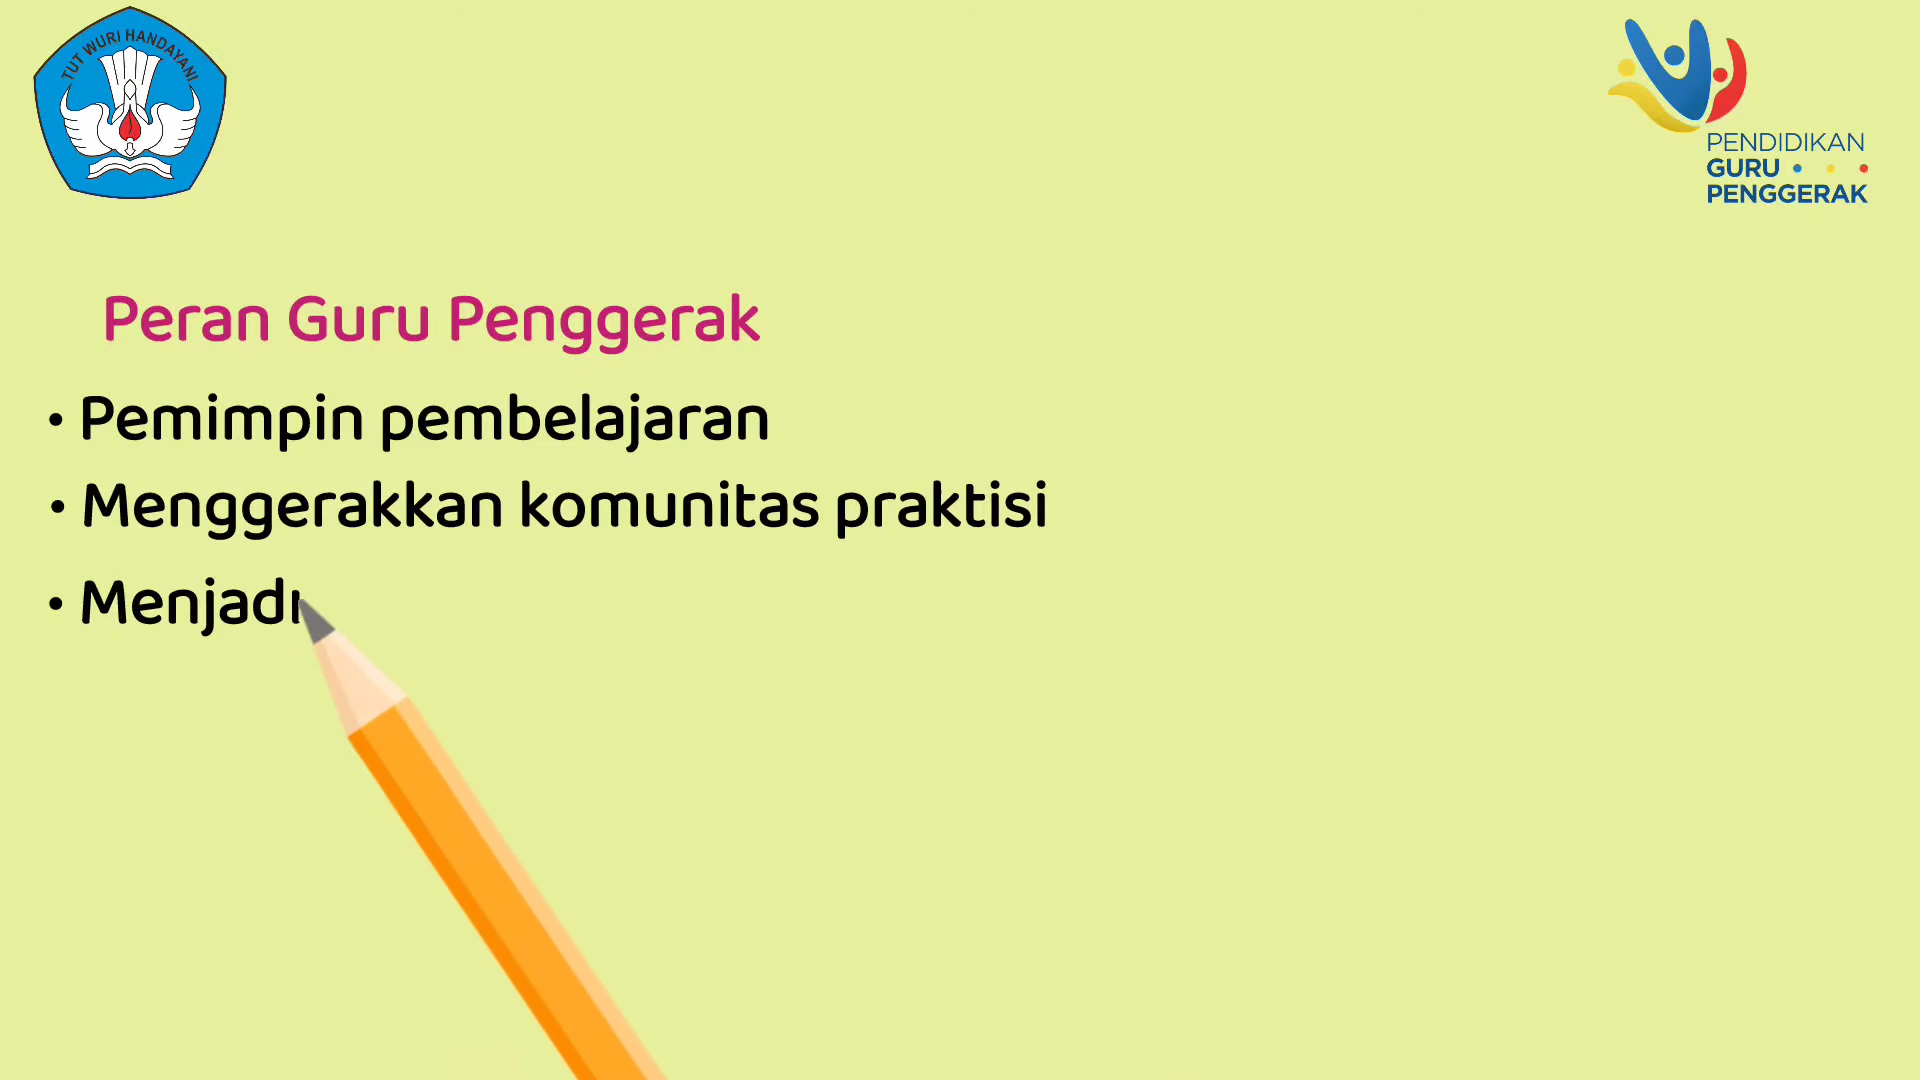 TUT WURI HANDAYANI
PENDIDIKAN
GURU
PENGGERAK
Peran Guru Penggerak
• Pemimpin pembelajaran
• Menggerakkan komunitas praktisi
• Menjadi